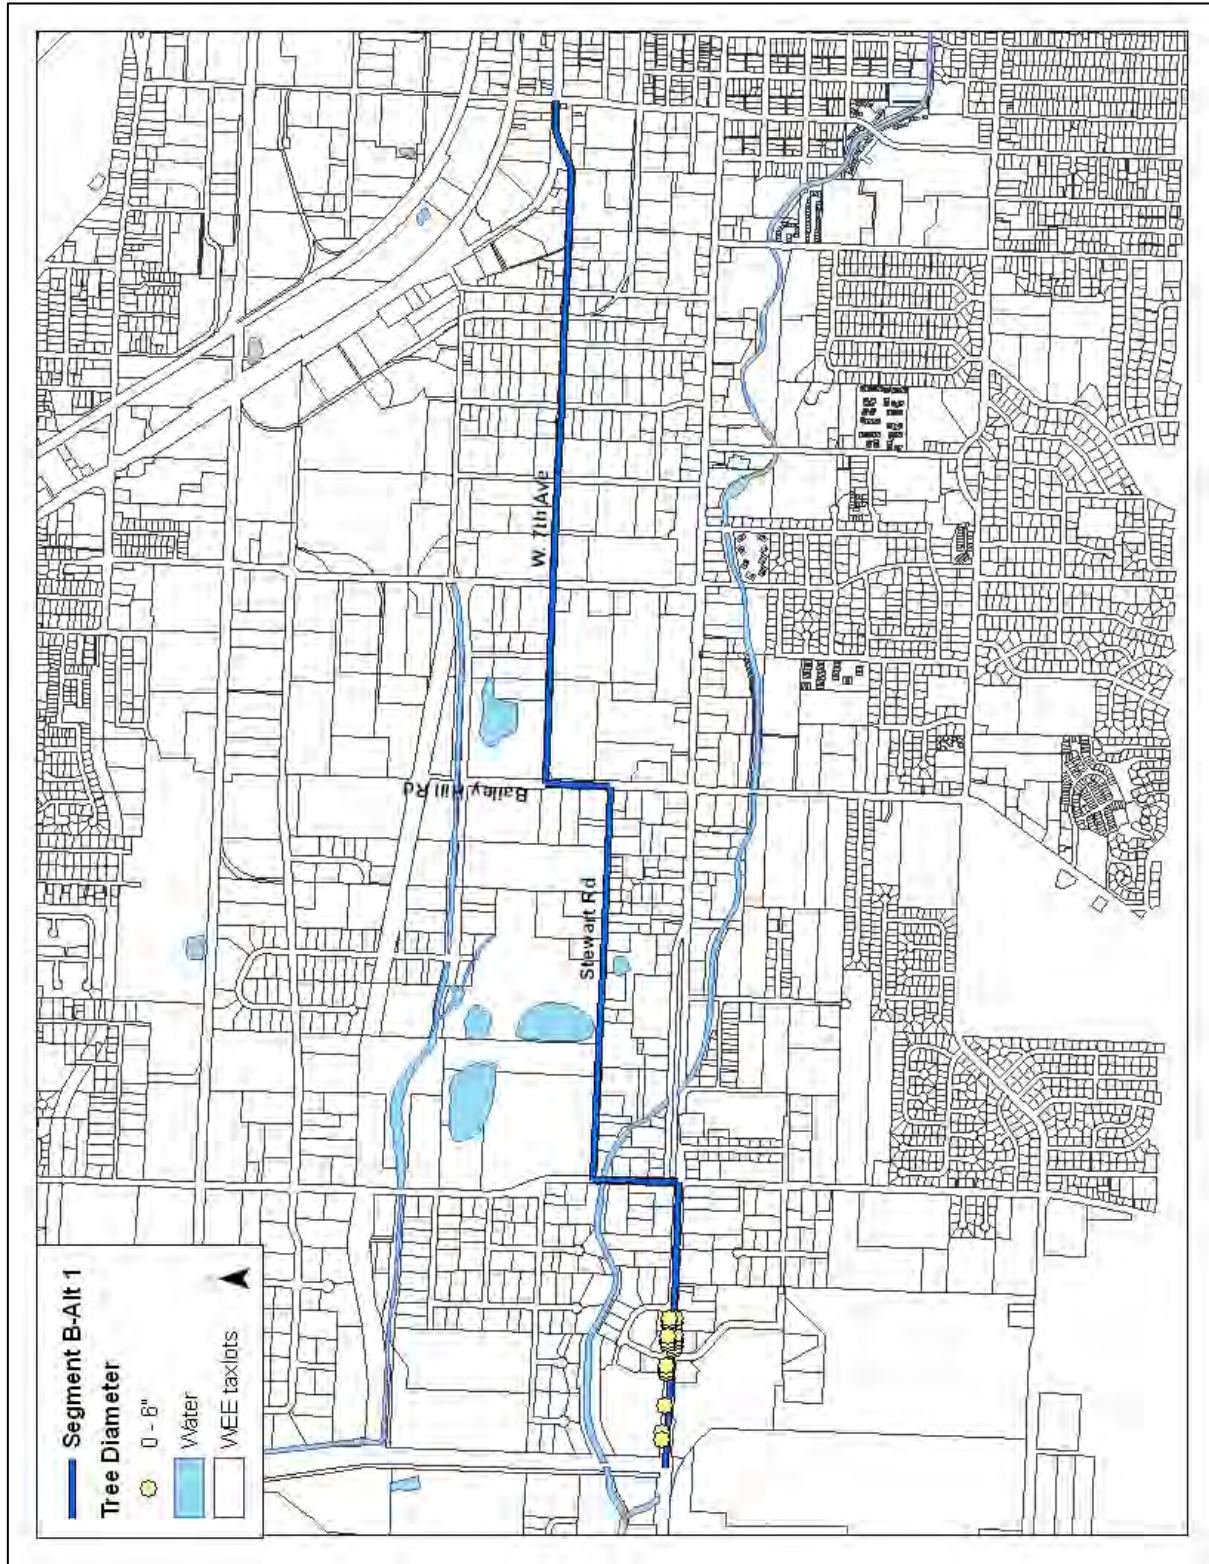 Segment B-Alt 1
Tree Diameter
0 - 6"
Water
WEE taxlots
W. 7th Ave
Bailey Hill Rd
Stewart Rd